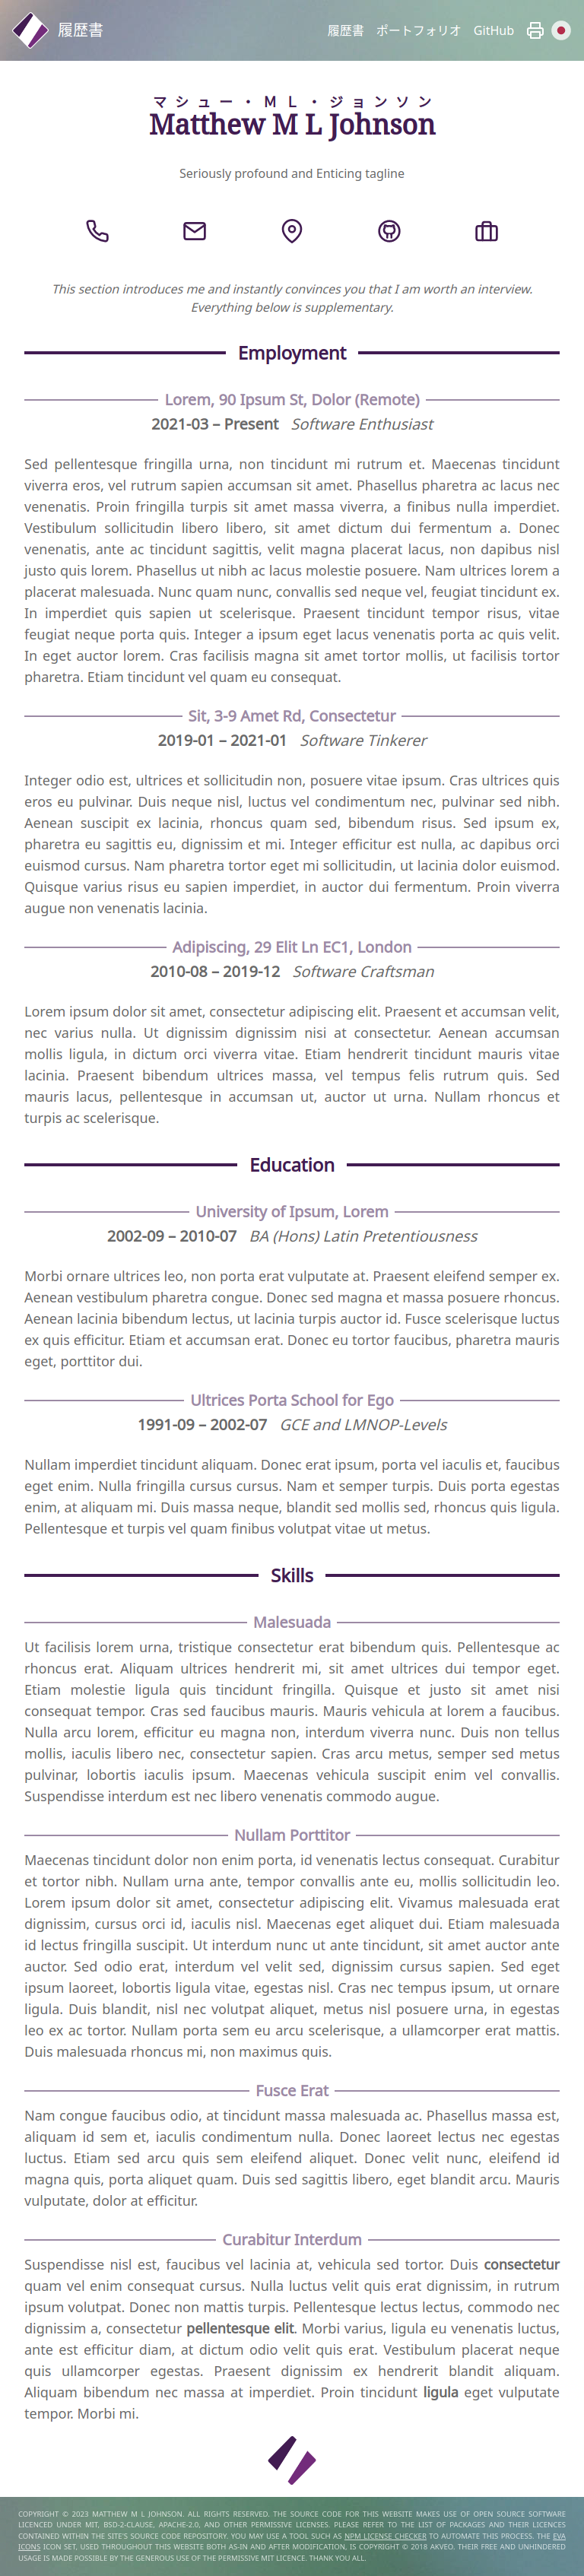 履歴書
履歴書 ポートフォリオ GitHub
マシュー・ＭＬ・ジョンソン
Matthew M L Johnson
Seriously profound and Enticing tagline
This section introduces me and instantly convinces you that I am worth an interview.
Everything below is supplementary.
Employment
Lorem, 90 Ipsum St, Dolor (Remote)
2021-03 – Present Software Enthusiast
Sed pellentesque fringilla urna, non tincidunt mi rutrum et. Maecenas tincidunt
viverra eros, vel rutrum sapien accumsan sit amet. Phasellus pharetra ac lacus nec
venenatis. Proin fringilla turpis sit amet massa viverra, a finibus nulla imperdiet.
Vestibulum sollicitudin libero libero, sit amet dictum dui fermentum a. Donec
venenatis, ante ac tincidunt sagittis, velit magna placerat lacus, non dapibus nisl
justo quis lorem. Phasellus ut nibh ac lacus molestie posuere. Nam ultrices lorem a
placerat malesuada. Nunc quam nunc, convallis sed neque vel, feugiat tincidunt ex.
In imperdiet quis sapien ut scelerisque. Praesent tincidunt tempor risus, vitae
feugiat neque porta quis. Integer a ipsum eget lacus venenatis porta ac quis velit.
In eget auctor lorem. Cras facilisis magna sit amet tortor mollis, ut facilisis tortor
pharetra. Etiam tincidunt vel quam eu consequat.
Sit, 3-9 Amet Rd, Consectetur
2019-01 – 2021-01 Software Tinkerer
Integer odio est, ultrices et sollicitudin non, posuere vitae ipsum. Cras ultrices quis
eros eu pulvinar. Duis neque nisl, luctus vel condimentum nec, pulvinar sed nibh.
Aenean suscipit ex lacinia, rhoncus quam sed, bibendum risus. Sed ipsum ex,
pharetra eu sagittis eu, dignissim et mi. Integer efficitur est nulla, ac dapibus orci
euismod cursus. Nam pharetra tortor eget mi sollicitudin, ut lacinia dolor euismod.
Quisque varius risus eu sapien imperdiet, in auctor dui fermentum. Proin viverra
augue non venenatis lacinia.
Adipiscing, 29 Elit Ln EC1, London
2010-08 – 2019-12 Software Craftsman
Lorem ipsum dolor sit amet, consectetur adipiscing elit. Praesent et accumsan velit,
nec varius nulla. Ut dignissim dignissim nisi at consectetur. Aenean accumsan
mollis ligula, in dictum orci viverra vitae. Etiam hendrerit tincidunt mauris vitae
lacinia. Praesent bibendum ultrices massa, vel tempus felis rutrum quis. Sed
mauris lacus, pellentesque in accumsan ut, auctor ut urna. Nullam rhoncus et
turpis ac scelerisque.
Education
University of Ipsum, Lorem
2002-09 – 2010-07 BA (Hons) Latin Pretentiousness
Morbi ornare ultrices leo, non porta erat vulputate at. Praesent eleifend semper ex.
Aenean vestibulum pharetra congue. Donec sed magna et massa posuere rhoncus.
Aenean lacinia bibendum lectus, ut lacinia turpis auctor id. Fusce scelerisque luctus
ex quis efficitur. Etiam et accumsan erat. Donec eu tortor faucibus, pharetra mauris
eget, porttitor dui.
Ultrices Porta School for Ego
1991-09 – 2002-07 GCE and LMNOP-Levels
Nullam imperdiet tincidunt aliquam. Donec erat ipsum, porta vel iaculis et, faucibus
eget enim. Nulla fringilla cursus cursus. Nam et semper turpis. Duis porta egestas
enim, at aliquam mi. Duis massa neque, blandit sed mollis sed, rhoncus quis ligula.
Pellentesque et turpis vel quam finibus volutpat vitae ut metus.
Skills
Malesuada
Ut facilisis lorem urna, tristique consectetur erat bibendum quis. Pellentesque ac
rhoncus erat. Aliquam ultrices hendrerit mi, sit amet ultrices dui tempor eget.
Etiam molestie ligula quis tincidunt fringilla. Quisque et justo sit amet nisi
consequat tempor. Cras sed faucibus mauris. Mauris vehicula at lorem a faucibus.
Nulla arcu lorem, efficitur eu magna non, interdum viverra nunc. Duis non tellus
mollis, iaculis libero nec, consectetur sapien. Cras arcu metus, semper sed metus
pulvinar, lobortis iaculis ipsum. Maecenas vehicula suscipit enim vel convallis.
Suspendisse interdum est nec libero venenatis commodo augue.
Nullam Porttitor
Maecenas tincidunt dolor non enim porta, id venenatis lectus consequat. Curabitur
et tortor nibh. Nullam urna ante, tempor convallis ante eu, mollis sollicitudin leo.
Lorem ipsum dolor sit amet, consectetur adipiscing elit. Vivamus malesuada erat
dignissim, cursus orci id, iaculis nisl. Maecenas eget aliquet dui. Etiam malesuada
id lectus fringilla suscipit. Ut interdum nunc ut ante tincidunt, sit amet auctor ante
auctor. Sed odio erat, interdum vel velit sed, dignissim cursus sapien. Sed eget
ipsum laoreet, lobortis ligula vitae, egestas nisl. Cras nec tempus ipsum, ut ornare
ligula. Duis blandit, nisl nec volutpat aliquet, metus nisl posuere urna, in egestas
leo ex ac tortor. Nullam porta sem eu arcu scelerisque, a ullamcorper erat mattis.
Duis malesuada rhoncus mi, non maximus quis.
Fusce Erat
Nam congue faucibus odio, at tincidunt massa malesuada ac. Phasellus massa est,
aliquam id sem et, iaculis condimentum nulla. Donec laoreet lectus nec egestas
luctus. Etiam sed arcu quis sem eleifend aliquet. Donec velit nunc, eleifend id
magna quis, porta aliquet quam. Duis sed sagittis libero, eget blandit arcu. Mauris
vulputate, dolor at efficitur.
Curabitur Interdum
Suspendisse nisl est, faucibus vel lacinia at, vehicula sed tortor. Duis consectetur
quam vel enim consequat cursus. Nulla luctus velit quis erat dignissim, in rutrum
ipsum volutpat. Donec non mattis turpis. Pellentesque lectus lectus, commodo nec
dignissim a, consectetur pellentesque elit. Morbi varius, ligula eu venenatis luctus,
ante est efficitur diam, at dictum odio velit quis erat. Vestibulum placerat neque
quis ullamcorper egestas. Praesent dignissim ex hendrerit blandit aliquam.
Aliquam bibendum nec massa at imperdiet. Proin tincidunt ligula eget vulputate
tempor. Morbi mi.
COPYRIGHT © 2023 MATTHEW M L JOHNSON. ALL RIGHTS RESERVED. THE SOURCE CODE FOR THIS WEBSITE MAKES USE OF OPEN SOURCE SOFTWARE
LICENCED UNDER MIT, BSD-2-CLAUSE, APACHE-2.0, AND OTHER PERMISSIVE LICENSES. PLEASE REFER TO THE LIST OF PACKAGES AND THEIR LICENCES
CONTAINED WITHIN THE SITE'S SOURCE CODE REPOSITORY. YOU MAY USE A TOOL SUCH AS NPM LICENSE CHECKER TO AUTOMATE THIS PROCESS. THE EVA
ICONS ICON SET, USED THROUGHOUT THIS WEBSITE BOTH AS-IN AND AFTER MODIFICATION, IS COPYRIGHT © 2018 AKVEO. THEIR FREE AND UNHINDERED
USAGE IS MADE POSSIBLE BY THE GENEROUS USE OF THE PERMISSIVE MIT LICENCE. THANK YOU ALL.